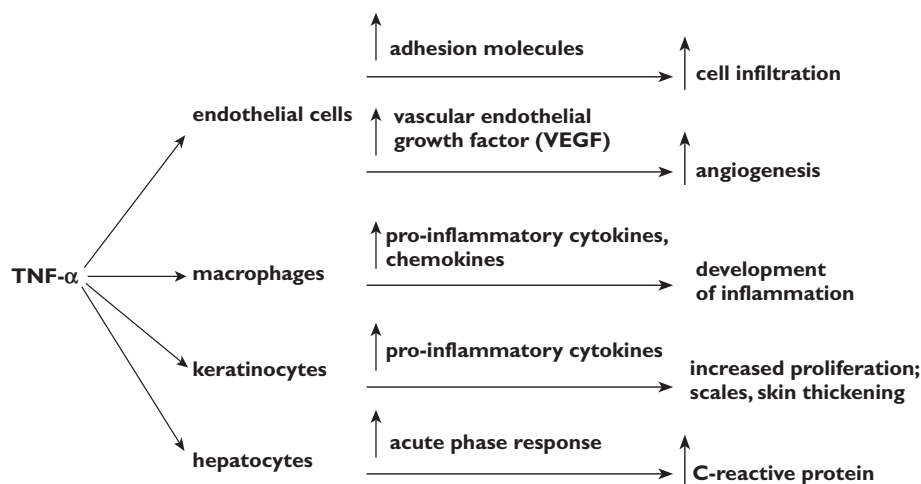 adhesion molecules
cell infiltration
endothelial cells
vascular endothelial
growth factor (VEGF)
angiogenesis
TNF-α
macrophages
pro-inflammatory cytokines,
chemokines
development
of inflammation
keratinocytes
pro-inflammatory cytokines
increased proliferation;
scales, skin thickening
hepatocytes
acute phase response
C-reactive protein